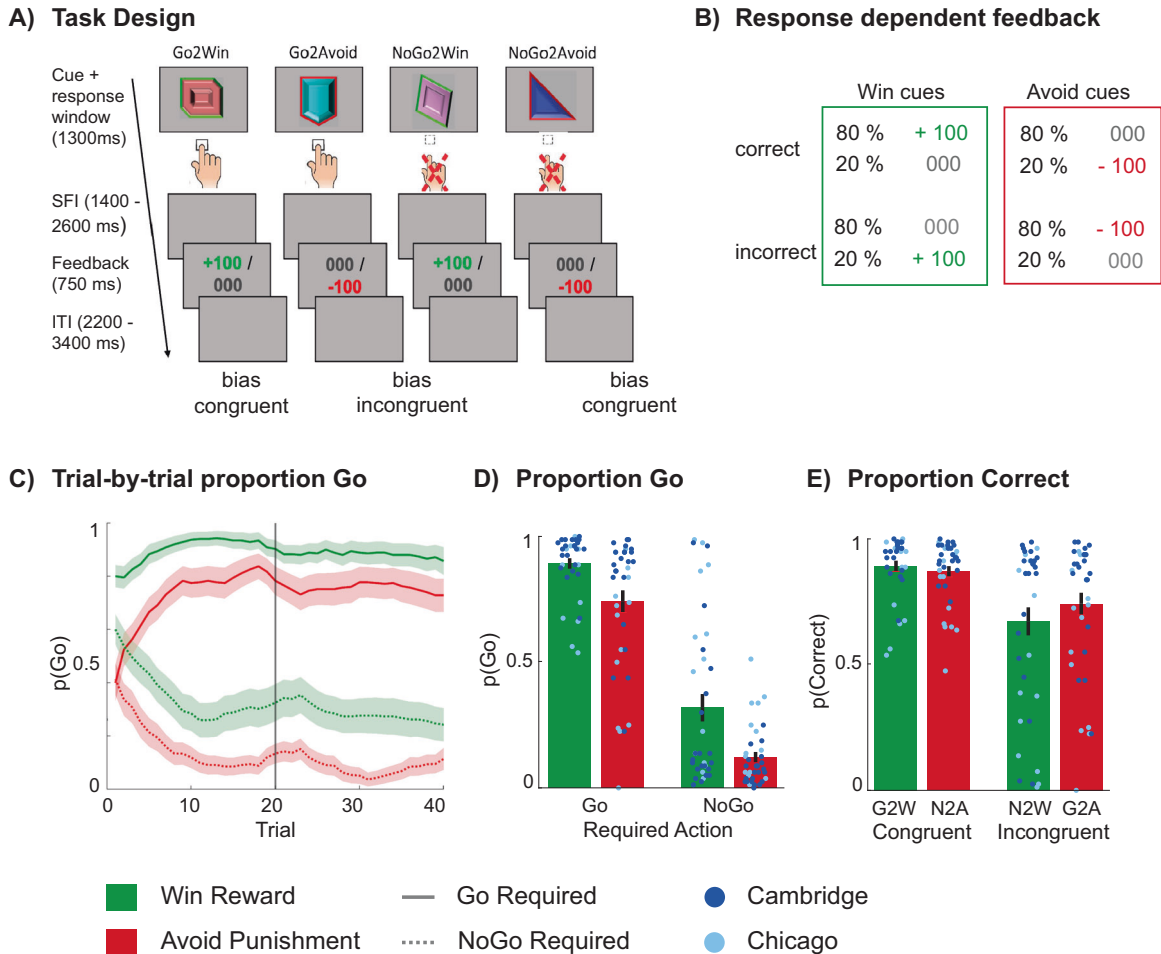 A) Task Design
Go2Win Go2Avoid NoGo2Win NoGo2Avoid
Cue +
response
window
(1300ms)
SFI (1400 -
2600 ms)
Feedback
(750 ms)
+100 /
000
000 /
-100
+100 /
000
000 /
-100
ITI (2200 -
3400 ms)
bias
congruent
bias
incongruent
bias
congruent
B) Response dependent feedback
Win cues Avoid cues
correct
80 % + 100
20 % 000
80 % 000
20 % - 100
incorrect
80 % 000
20 % + 100
80 % - 100
20 % 000
C) Trial-by-trial proportion Go
p(Go)
1
0.5
0
0 10 20 30 40
Trial
D) Proportion Go
p(Go)
1
0.5
0
Go NoGo
Required Action
E) Proportion Correct
p(Correct)
1
0.5
0
G2W N2A N2W G2A
Congruent Incongruent
Win Reward Go Required Cambridge
Avoid Punishment NoGo Required Chicago